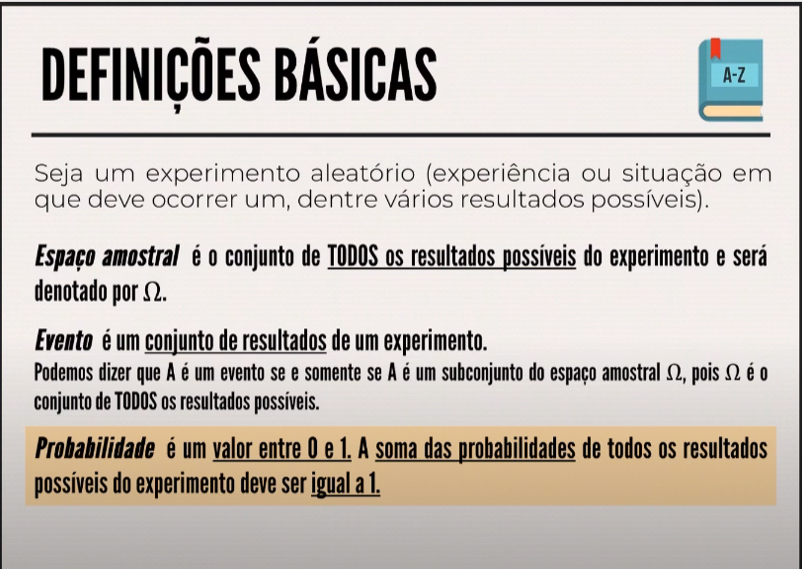 DEFINIÇÕES BÁSICAS
A-Z
Seja um experimento aleatório (experiência ou situação em
que deve ocorrer um, dentre vários resultados possíveis).
Espaço amostral é o conjunto de TODOS os resultados possíveis do experimento e será
denotado por Ω.
Evento é um conjunto de resultados de um experimento.
Podemos dizer que A é um evento se e somente se A é um subconjunto do espaço amostral Ω, pois Ω é o
conjunto de TODOS os resultados possíveis.
Probabilidade é um valor entre 0 e 1. A soma das probabilidades de todos os resultados
possíveis do experimento deve ser igual a 1.